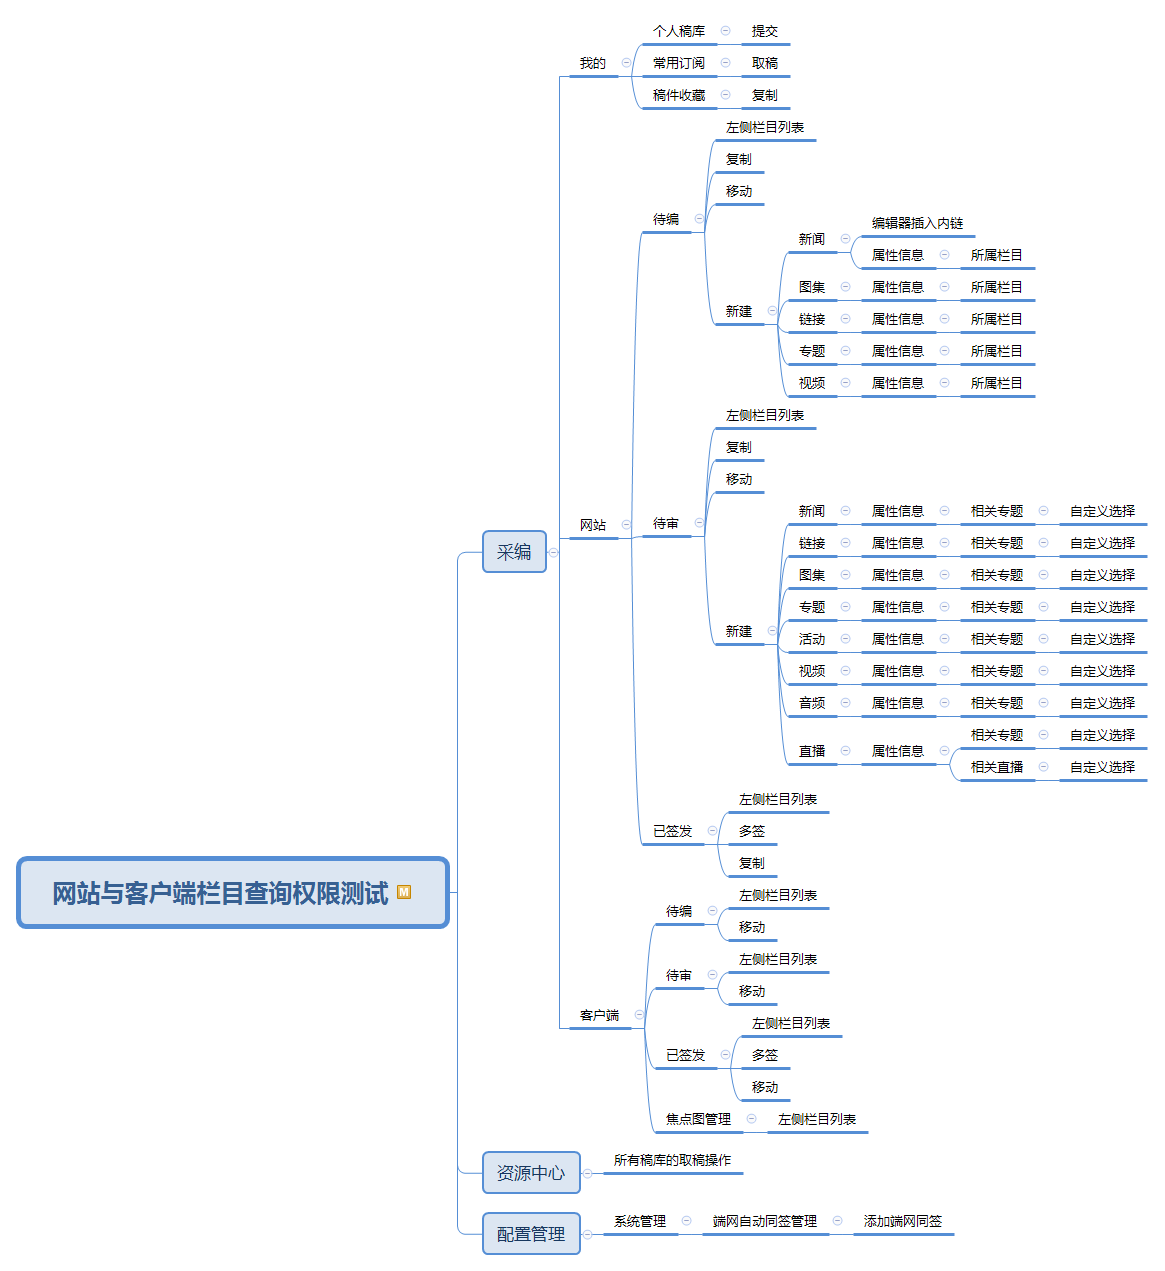 个人稿库 提交
我的 常用订阅 取稿
稿件收藏 复制
左侧栏目列表
复制
移动
待编
编辑器插入内链
新闻
属性信息 所属栏目
图集 属性信息 所属栏目
新建
链接 属性信息 所属栏目
专题 属性信息 所属栏目
视频 属性信息 所属栏目
左侧栏目列表
复制
移动
新闻 属性信息 相关专题 自定义选择
网站 待审
链接 属性信息 相关专题 自定义选择
采编
图集 属性信息 相关专题 自定义选择
专题 属性信息 相关专题 自定义选择
新建
活动 属性信息 相关专题 自定义选择
视频 属性信息 相关专题 自定义选择
音频 属性信息 相关专题 自定义选择
相关专题 自定义选择
直播 属性信息
相关直播 自定义选择
左侧栏目列表
已签发 多签
复制
网站与客户端栏目查询权限测试 M
左侧栏目列表
待编
移动
左侧栏目列表
待审
移动
客户端
左侧栏目列表
已签发 多签
移动
焦点图管理 左侧栏目列表
资源中心 所有稿库的取稿操作
配置管理 系统管理 端网自动同签管理 添加端网同签